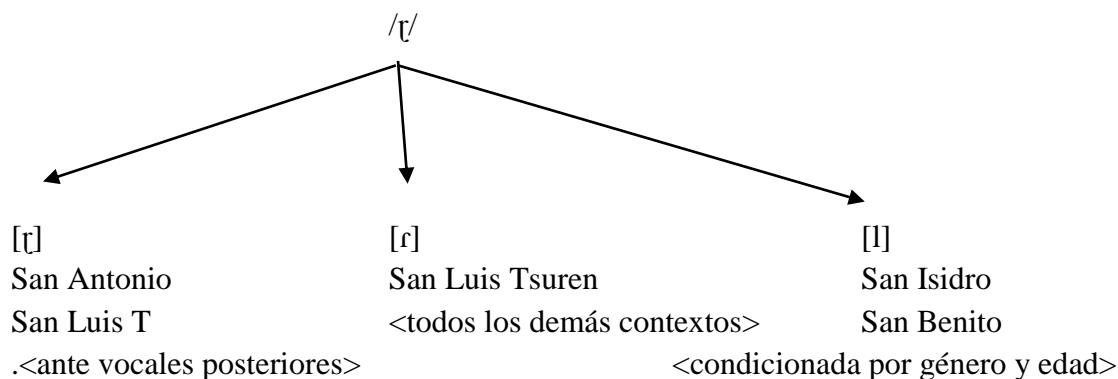 /ɽ/
[ɽ] [ɾ] [l]
San Antonio San Luis Tsuren San Isidro
San Luis T <todos los demás contextos> San Benito
.<ante vocales posteriores> <condicionada por género y edad>